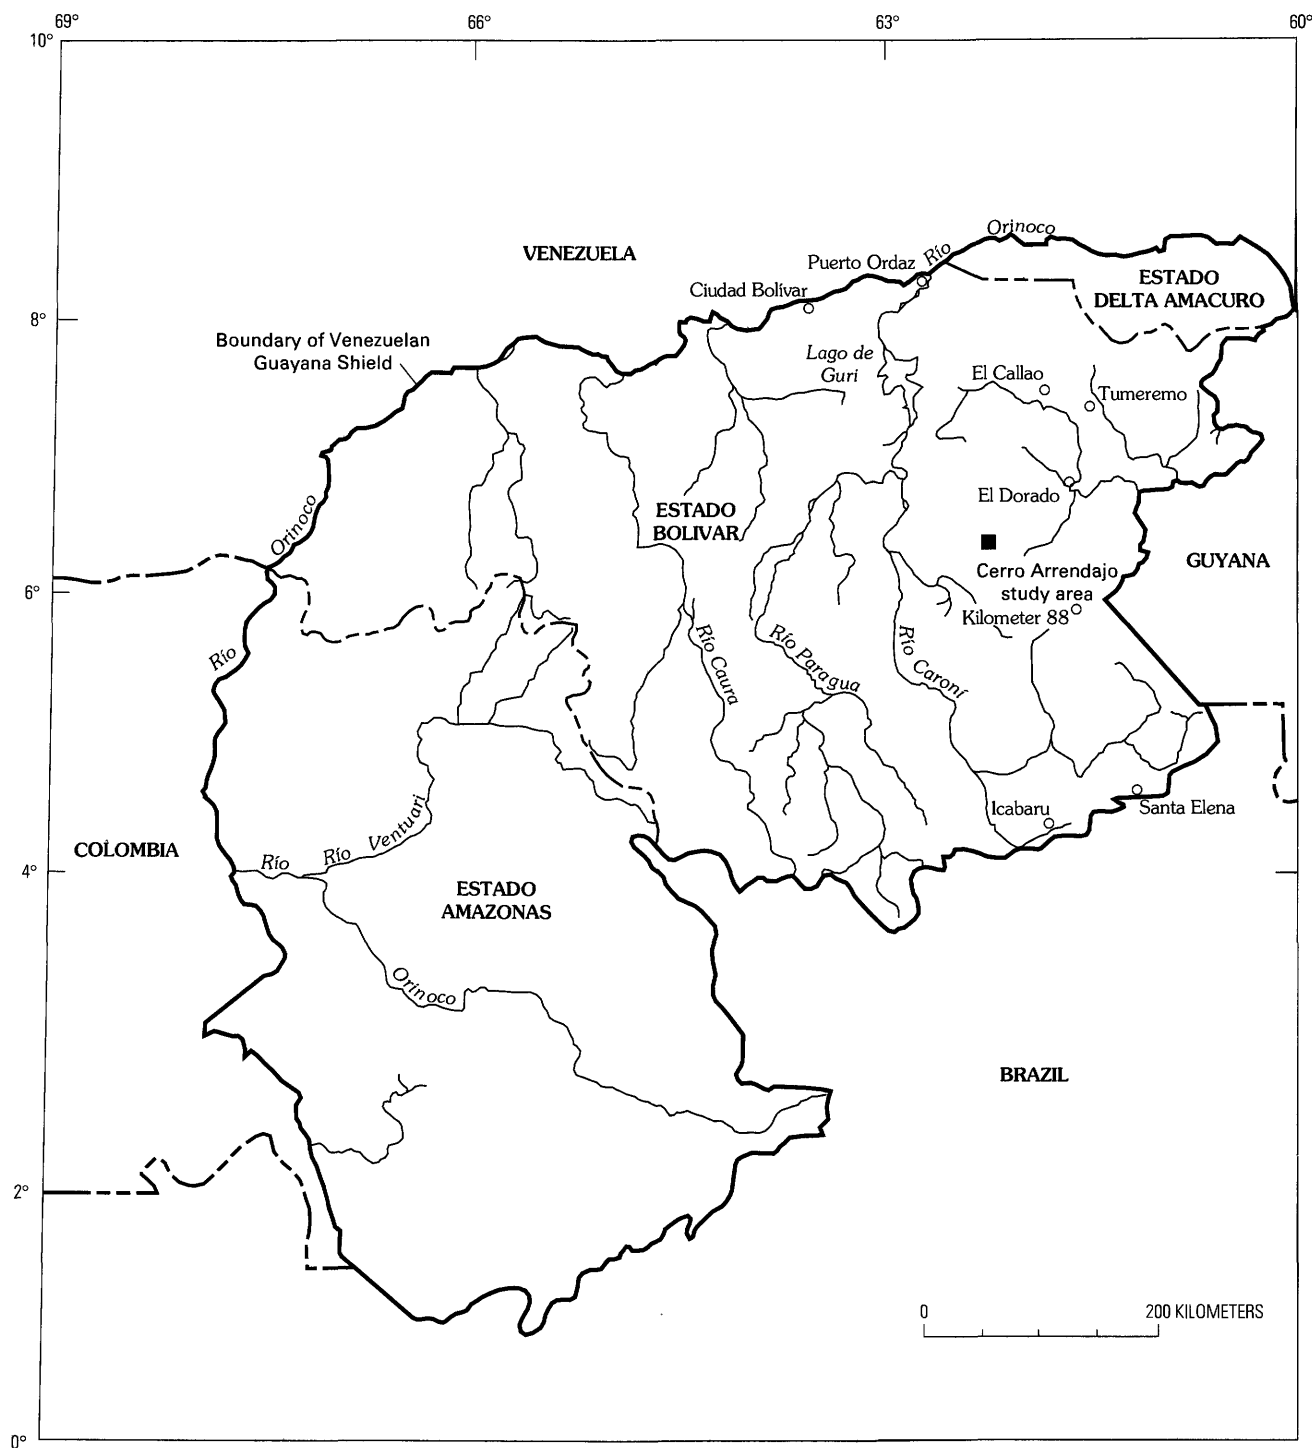 69°
66°
63°
60°
10°
VENEZUELA
Río Orinoco
Puerto Ordaz
Ciudad Bolívar
ESTADO
DELTA AMACURO
8°
Boundary of Venezuelan
Guayana Shield
Lago de
Guri
El Callao
Tumeremo
El Dorado
ESTADO
BOLIVAR
Orinoco
Cerro Arrendajo
study area
GUYANA
6°
Kilometer 88
Río
Río Caura
Río Paragua
Río Caroní
Icabaru
Santa Elena
Río Ventuari
COLOMBIA
4°
Río
ESTADO
AMAZONAS
Orinoco
BRAZIL
2°
0
200 KILOMETERS
0°